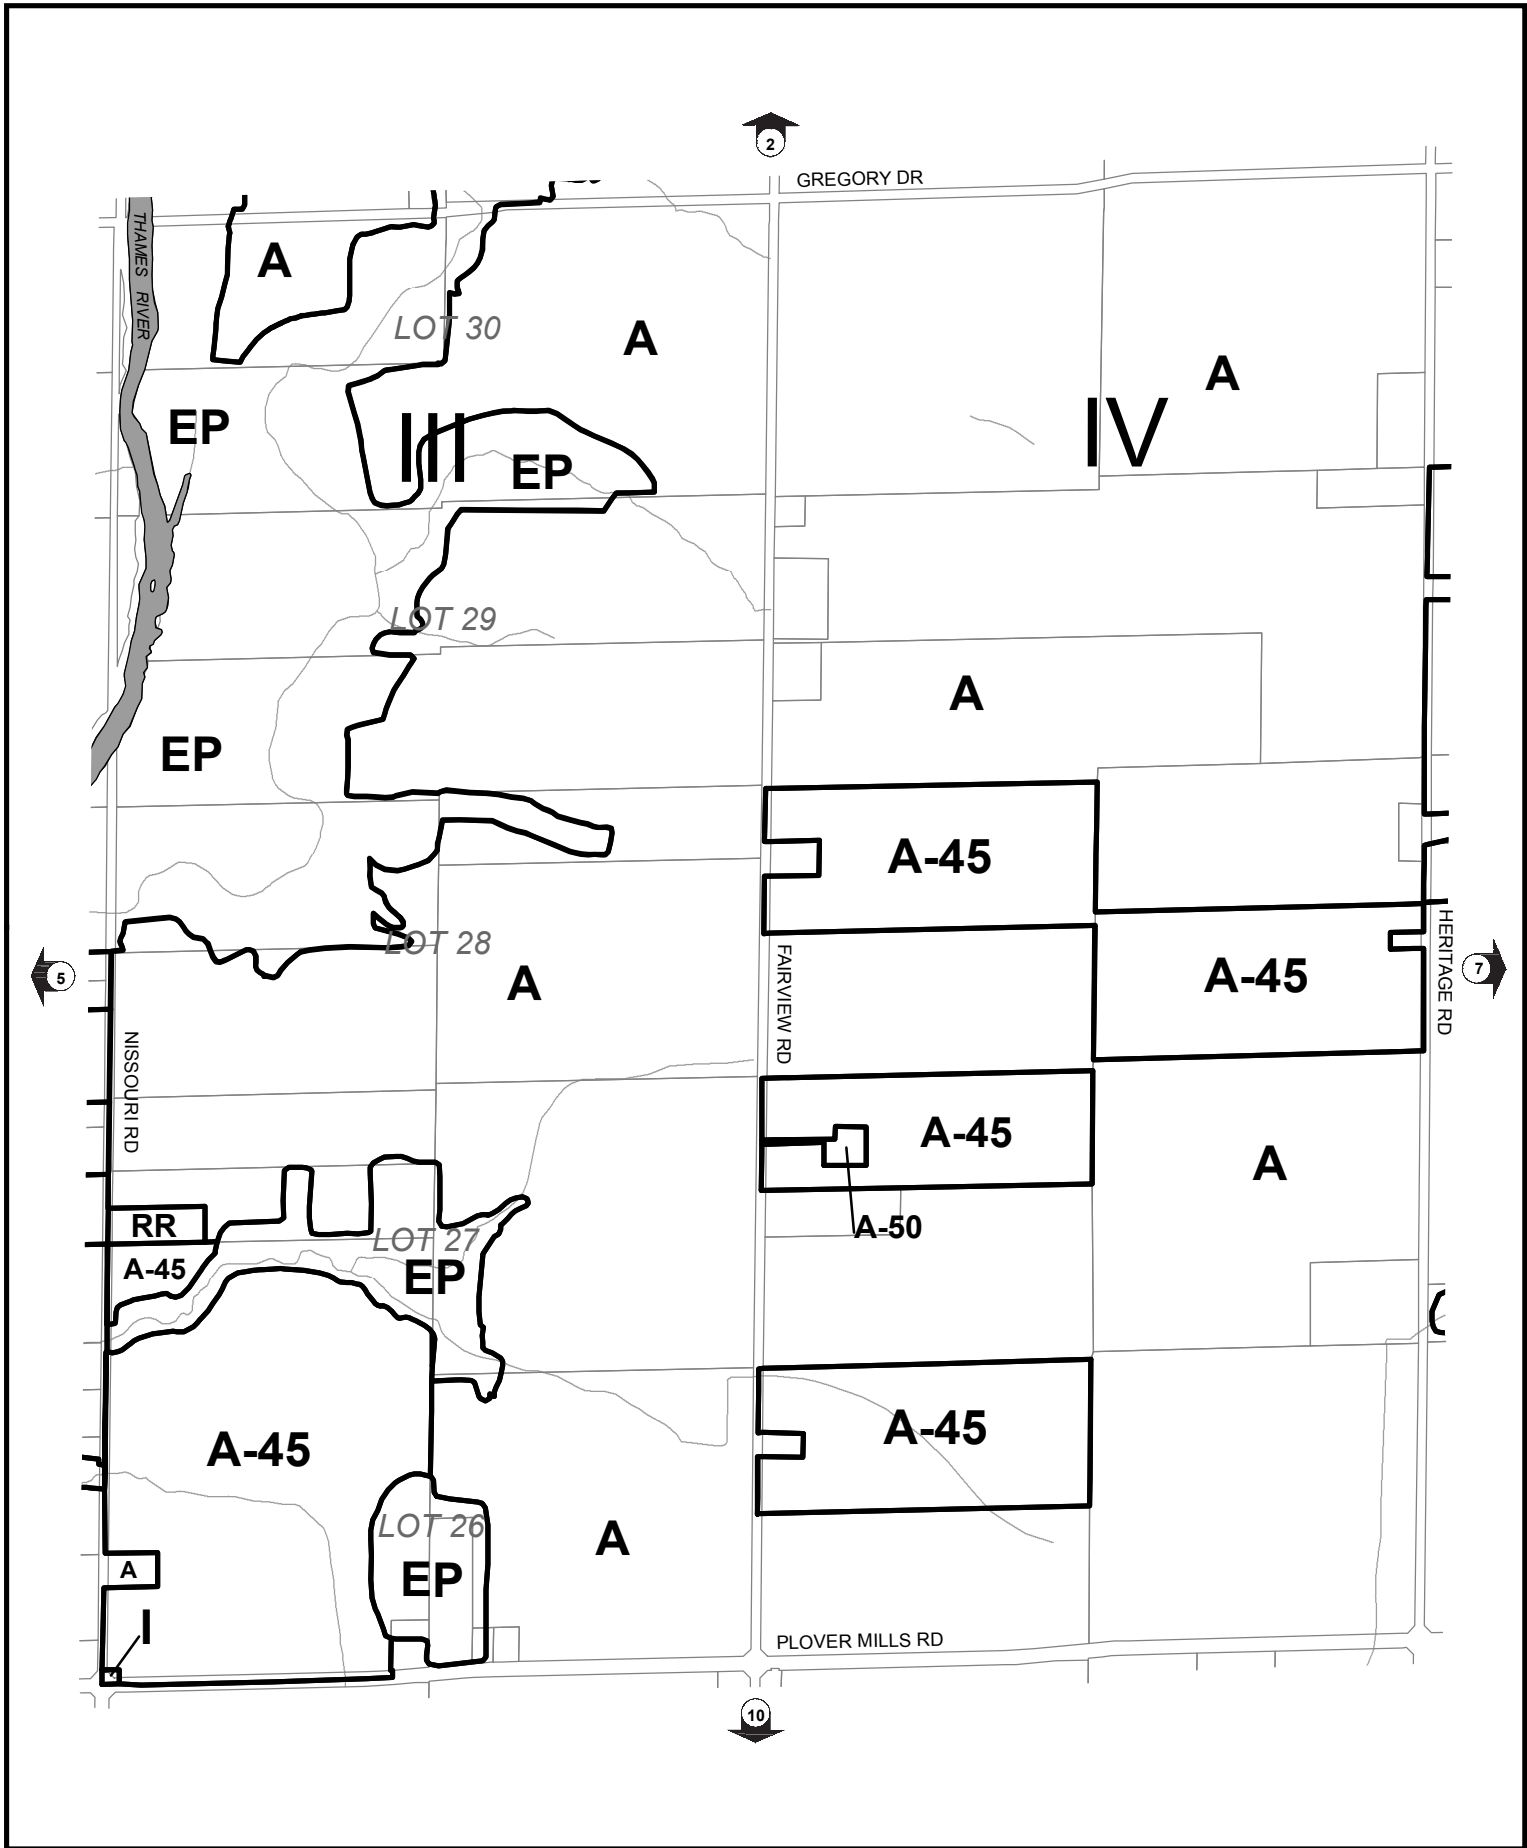 2
GREGORY DR
THAMES RIVER
A
LOT 30
A
A
EP
III
IV
EP
LOT 29
A
EP
A-45
LOT 28
A
FAIRVIEW RD
A-45
HERITAGE RD
5
7
NISSOURI RD
A-45
A
RR
A-50
LOT 27
A-45
EP
A-45
A-45
LOT 26
A
A
EP
I
PLOVER MILLS RD
10